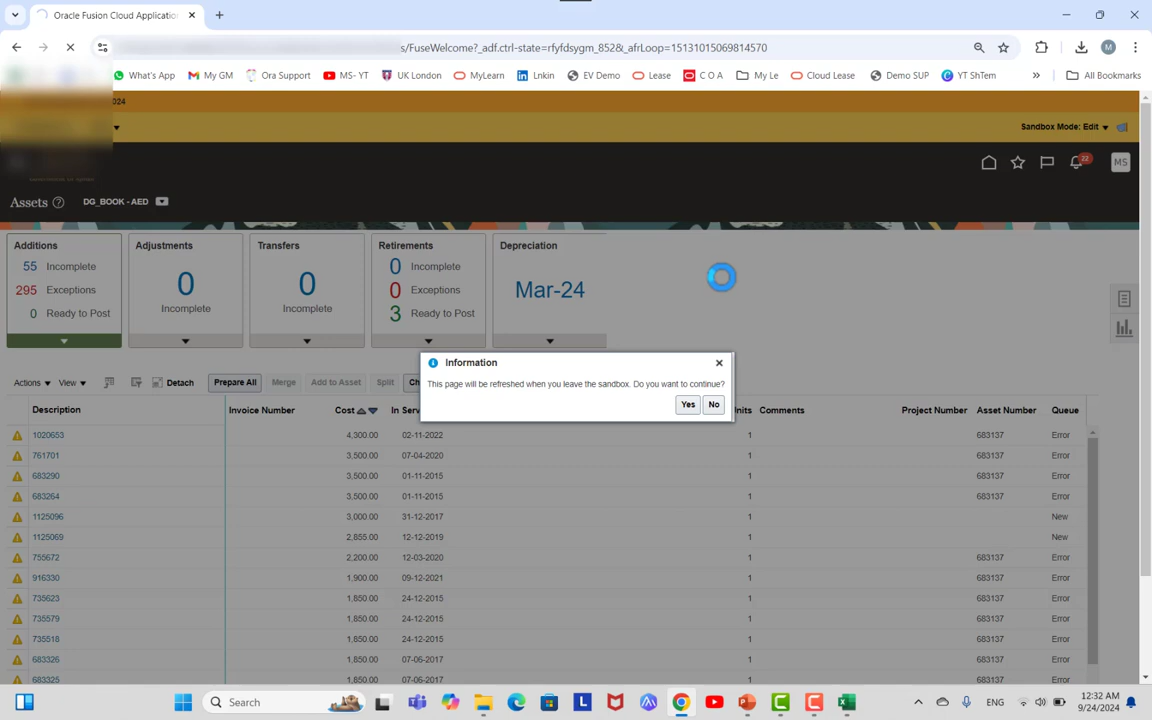 Oracle Fusion Cloud Application
s/FuseWelcome?_adf.ctrl-state=rfyfdsygm_852&_afrLoop=15131015069814570
What's App
My GM
Ora Support
MS- YT
UK London
MyLearn
Lnkin
EV Demo
Lease
C O A
My Le
Cloud Lease
Demo SUP
YT ShTem
»
All Bookmarks
M
2024
Sandbox Mode: Edit
22
MS
Assets
DG_BOOK - AED
Additions
55 Incomplete
295 Exceptions
0 Ready to Post
Adjustments
0
Incomplete
Transfers
0
Incomplete
Retirements
0 Incomplete
0 Exceptions
3 Ready to Post
Depreciation
Mar-24
Information
This page will be refreshed when you leave the sandbox. Do you want to continue?
Yes No
Actions View Detach Prepare All Merge Add to Asset Split
Description Invoice Number Cost Comments Project Number Asset Number Queue
1020653 4,300.00 02-11-2022 1 683137 Error
761701 3,500.00 07-04-2020 1 683137 Error
683290 3,500.00 01-11-2015 1 683137 Error
683264 3,500.00 01-11-2015 1 683137 Error
1125096 3,000.00 31-12-2017 1 New
1125069 2,855.00 12-12-2019 1 New
755672 2,200.00 12-03-2020 1 683137 Error
916330 1,900.00 09-12-2021 1 683137 Error
735623 1,850.00 24-12-2015 1 683137 Error
735579 1,850.00 24-12-2015 1 683137 Error
735518 1,850.00 24-12-2015 1 683137 Error
683326 1,850.00 07-06-2017 1 683137 Error
683325 1,850.00 07-06-2017 1 683137 Error
Search
ENG
12:32 AM
9/24/2024